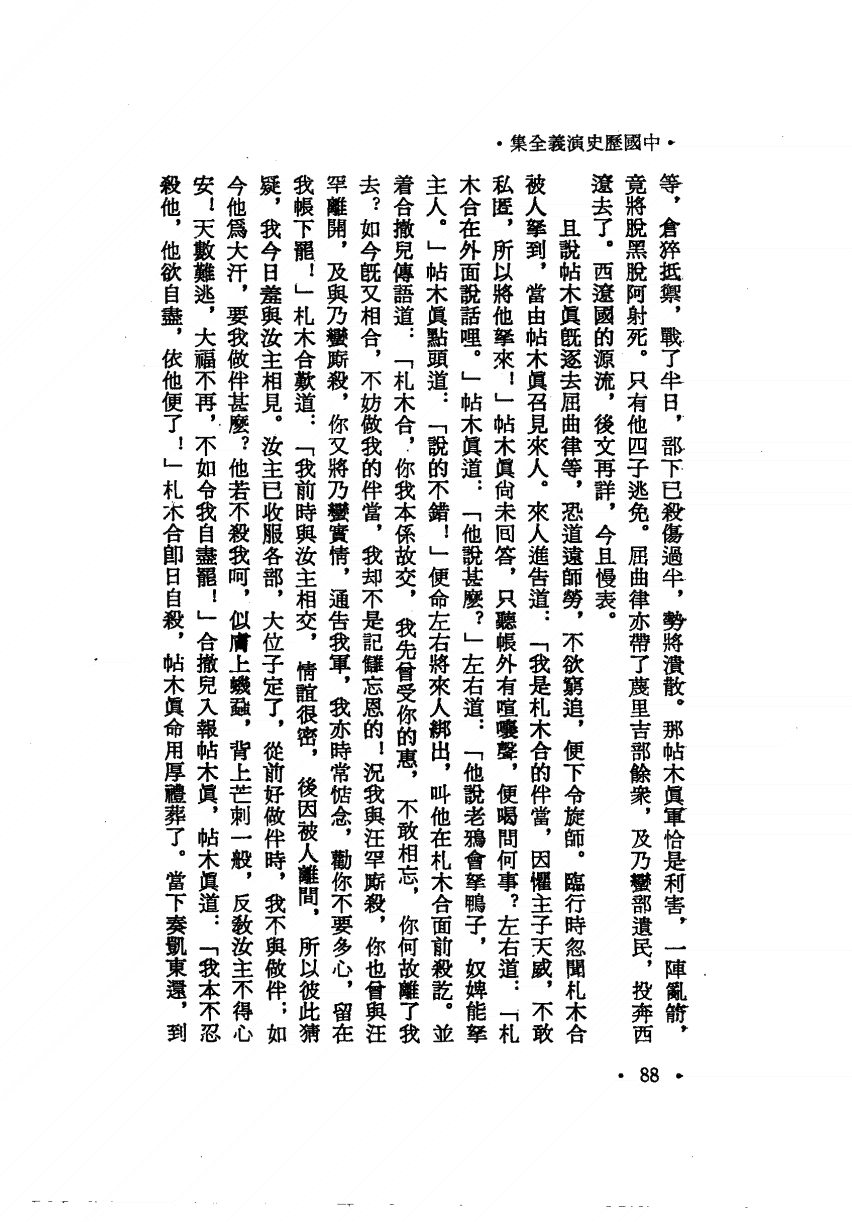 •中國歷史演義全集•
等，倉猝抵禦，戰了半日，部下已殺傷過半，勢將潰散。那帖木眞軍恰是利害，一陣亂箭，
竟將脫黑脫阿射死。只有他四子逃免。屈曲律亦帶了蔑里吉部餘衆，及乃蠻部遺民，投奔西
遼去了。西遼國的源流，後文再詳，今且慢表。
且說帖木眞旣逐去屈曲律等，恐道遠師勞，不欲窮追，便下令旋師。臨行時忽聞札木合
被人拏到，當由帖木眞召見來人。來人進告道：「我是札木合的伴當，因懼主子天威，不敢
私匿，所以將他拏來！」帖木眞尙未回答，只聽帳外有喧嚷聲，便喝問何事？左右道：「札
木合在外面說話哩。」帖木眞道：「他說甚麼？」左右道：「他說老鴉會拏鴨子，奴婢能拏
主人。」帖木眞點頭道：「說的不錯！」便命左右將來人綁出，叫他在札木合面前殺訖。並
着合撤兒傳語道：「札木合，你我本係故交，我先曾受你的惠，不敢相忘，你何故離了我
去？如今旣又相合，不妨做我的伴當，我却不是記讎忘恩的！況我與汪罕廝殺，你也曾與汪
罕離開，及與乃蠻廝殺，你又將乃蠻實情，通告我軍，我亦時常惦念，勸你不要多心，留在
我帳下罷！」札木合歎道：「我前時與汝主相交，情誼很密，後因被人離間，所以彼此猜
疑，我今日羞與汝主相見。汝主已收服各部，大位子定了，從前好做伴時，我不與做伴；如
今他爲大汗，要我做伴甚麼？他若不殺我呵，似膚上蟣蝨，背上芒刺一般，反敎汝主不得心
安！天數難逃，大福不再，不如令我自盡罷！」合撤兒入報帖木眞，帖木眞道：「我本不忍
殺他，他欲自盡，依他便了！」札木合卽日自殺，帖木眞命用厚禮葬了。當下奏凱東還，到
•88•